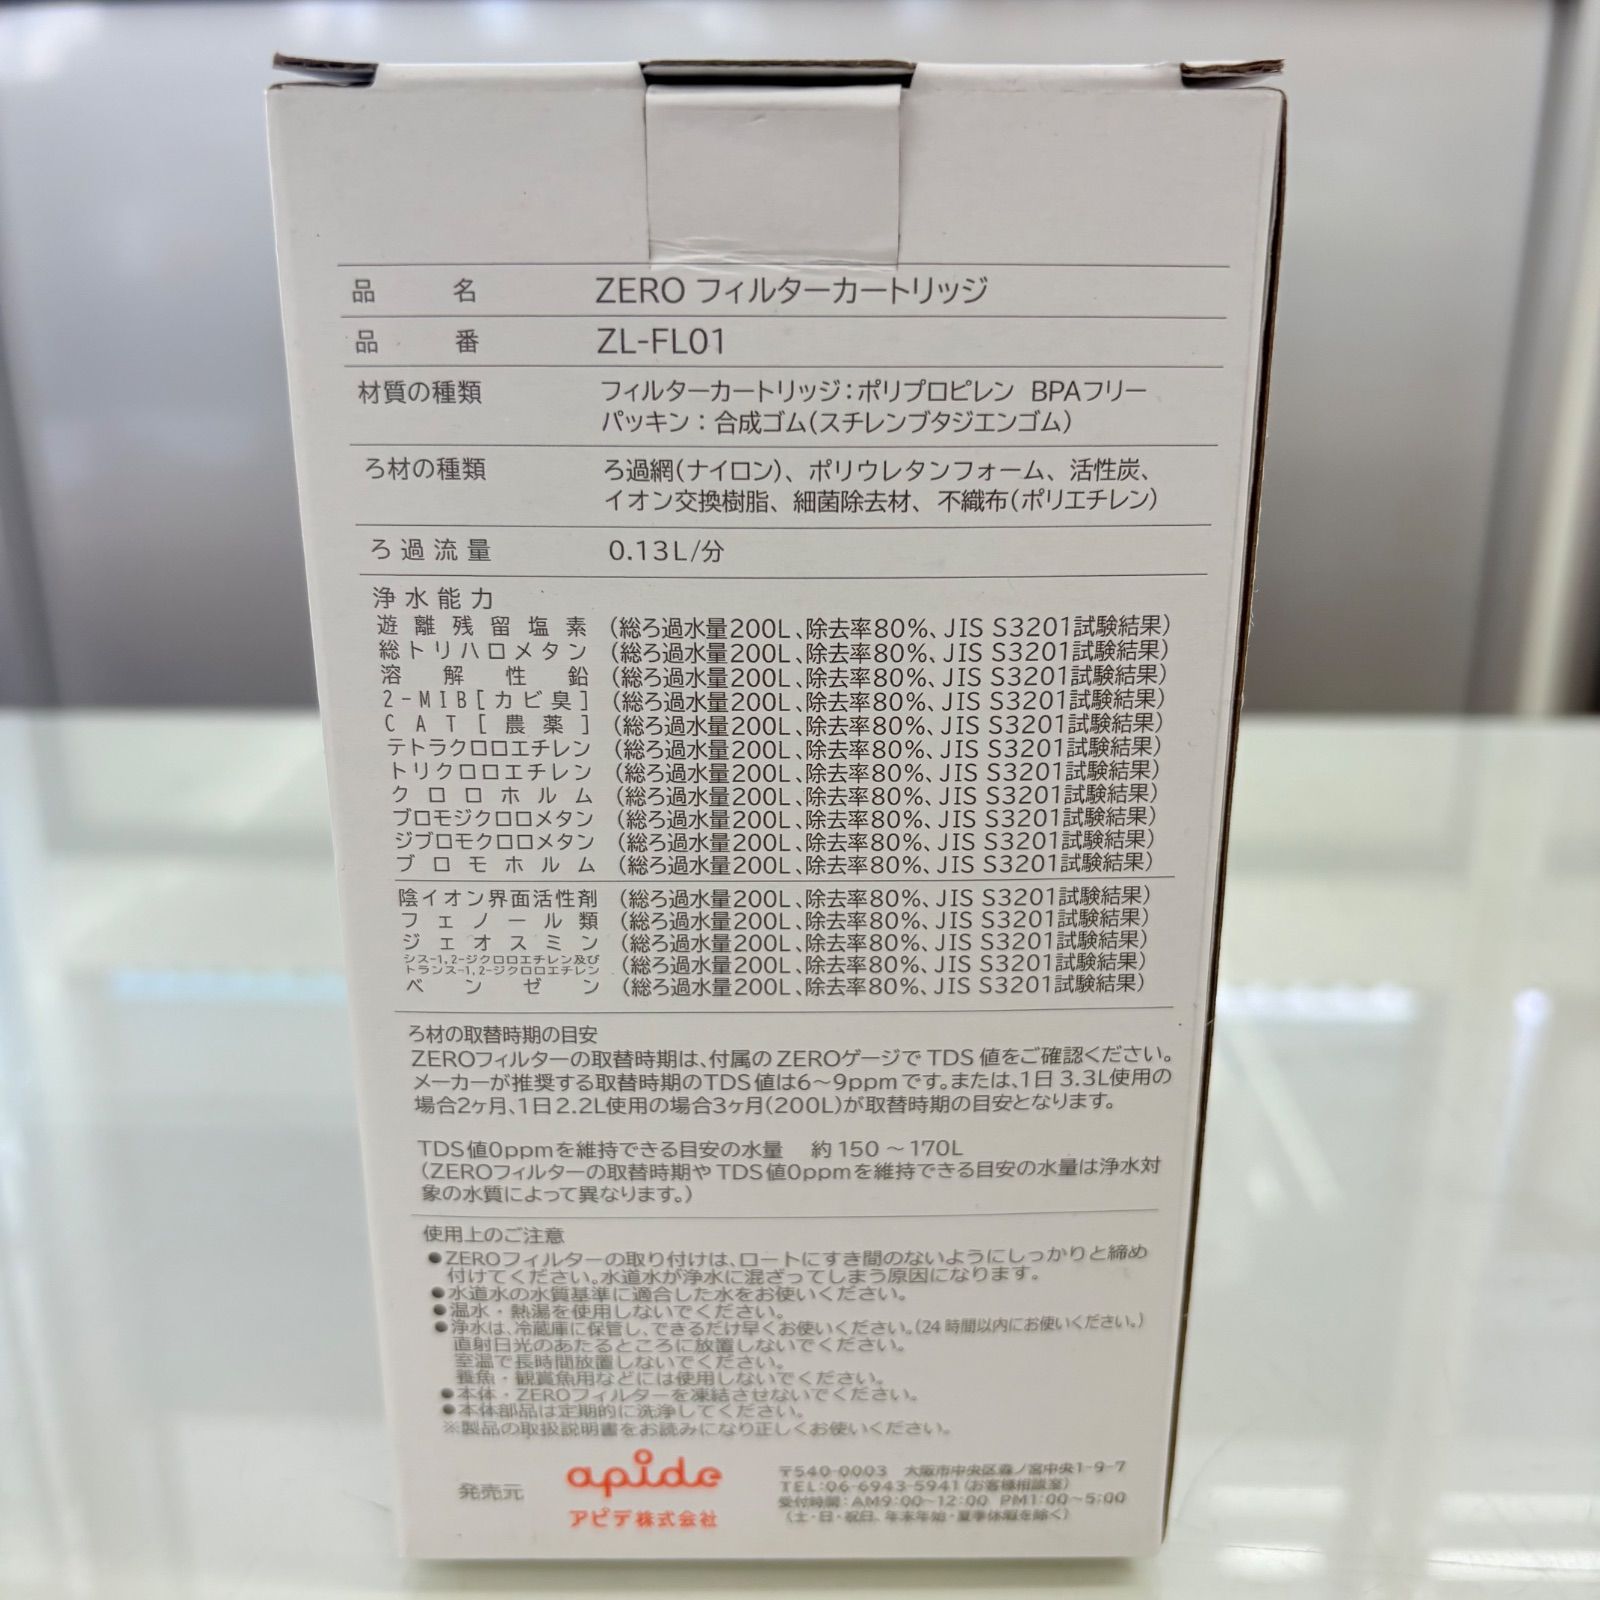 品名 ZERO フィルターカートリッジ
品番 ZL-FL01
材質の種類 フィルターカートリッジ：ポリプロピレン BPAフリー
パッキン：合成ゴム(スチレンブタジエンゴム)
ろ材の種類 ろ過網(ナイロン)、ポリウレタンフォーム、活性炭、
イオン交換樹脂、細菌除去材、不織布(ポリエチレン)
ろ過流量 0.13L/分
浄水能力
遊離残留塩素 (総ろ過水量200L、除去率80%、JIS S3201試験結果)
総トリハロメタン (総ろ過水量200L、除去率80%、JIS S3201試験結果)
溶解性鉛 (総ろ過水量200L、除去率80%、JIS S3201試験結果)
2-MIB[カビ臭] (総ろ過水量200L、除去率80%、JIS S3201試験結果)
CAT[農薬] (総ろ過水量200L、除去率80%、JIS S3201試験結果)
テトラクロロエチレン (総ろ過水量200L、除去率80%、JIS S3201試験結果)
トリクロロエチレン (総ろ過水量200L、除去率80%、JIS S3201試験結果)
クロロホルム (総ろ過水量200L、除去率80%、JIS S3201試験結果)
ブロモジクロロメタン (総ろ過水量200L、除去率80%、JIS S3201試験結果)
ジブロモクロロメタン (総ろ過水量200L、除去率80%、JIS S3201試験結果)
ブロモホルム (総ろ過水量200L、除去率80%、JIS S3201試験結果)
陰イオン界面活性剤 (総ろ過水量200L、除去率80%、JIS S3201試験結果)
フェノール類 (総ろ過水量200L、除去率80%、JIS S3201試験結果)
ジェオスミン (総ろ過水量200L、除去率80%、JIS S3201試験結果)
シス-1,2-ジクロロエチレン及び
トランス-1,2-ジクロロエチレン (総ろ過水量200L、除去率80%、JIS S3201試験結果)
ベンゼン (総ろ過水量200L、除去率80%、JIS S3201試験結果)
ろ材の取替時期の目安
ZEROフィルターの取替時期は、付属のZEROゲージでTDS値をご確認ください。
メーカーが推奨する取替時期のTDS値は6～9ppmです。または、1日3.3L使用の
場合2ヶ月、1日2.2L使用の場合3ヶ月(200L)が取替時期の目安となります。
TDS値0ppmを維持できる目安の水量 約150～170L
(ZEROフィルターの取替時期やTDS値0ppmを維持できる目安の水量は浄水対
象の水質によって異なります。)
使用上のご注意
●ZEROフィルターの取り付けは、ロートにすき間のないようにしっかりと締め
付けてください。水道水が浄水に混ざってしまう原因になります。
●水道水の水質基準に適合した水をお使いください。
●温水・熱湯を使用しないでください。
●浄水は、冷蔵庫に保管し、できるだけ早くお使いください。(24時間以内にお使いください。)
直射日光のあたるところに放置しないでください。
室温で長時間放置しないでください。
養魚・観賞魚用などには使用しないでください。
●本体・ZEROフィルターを凍結させないでください。
●本体部品は定期的に洗浄してください。
※製品の取扱説明書をお読みになり正しくお使いください。
発売元
apide
アピデ株式会社
〒540-0003 大阪市中央区森ノ宮中央1-9-7
TEL:06-6943-5941(お客様相談室)
受付時間：AM9:00～12:00 PM1:00～5:00
(土・日・祝日、年末年始・夏季休暇を除く)